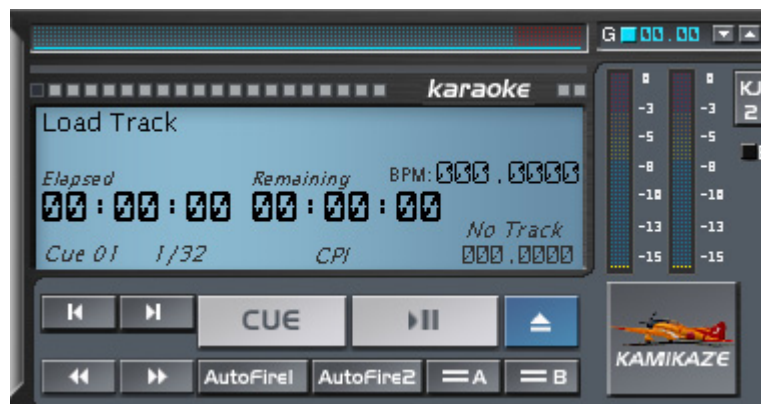 G 00.00
karaoke
KJ
2
Load Track
Elapsed Remaining BPM: 000.0000
00:00:00 00:00:00
No Track
Cue 01 1/32 CPI 000.0000
0 0
-3 -3
-5 -5
-8 -8
-10 -10
-13 -13
-15 -15
CUE
KAMIKAZE
AutoFire1 AutoFire2 A B